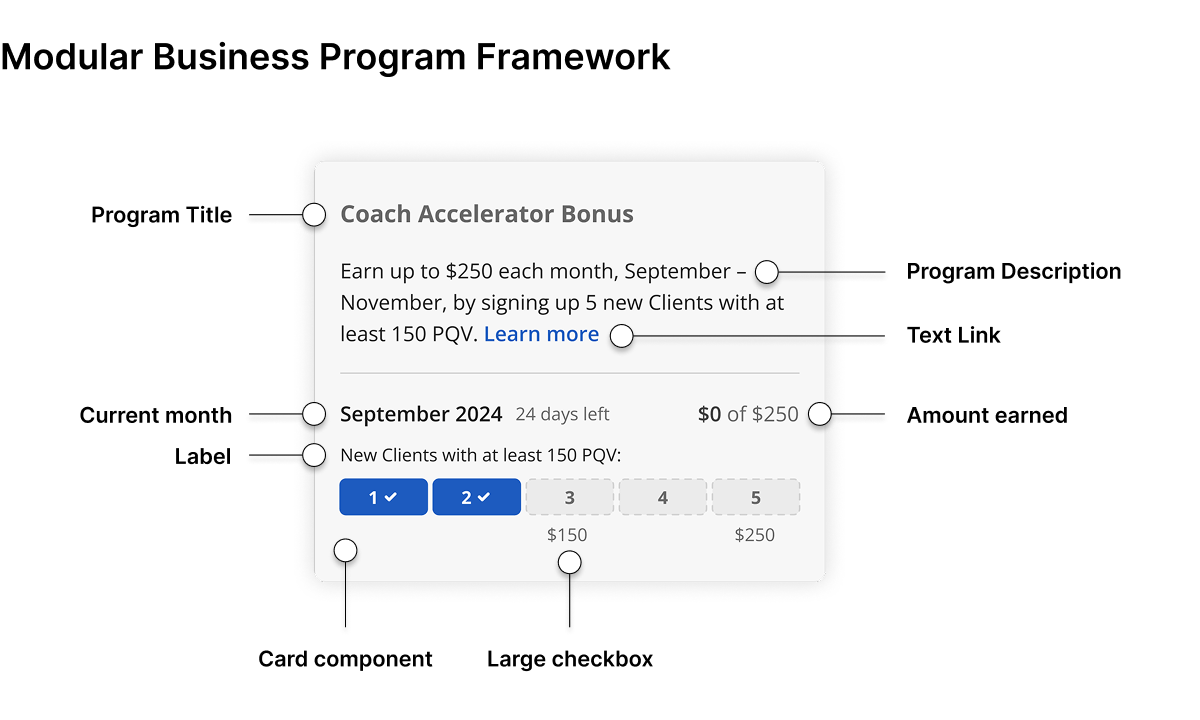 Modular Business Program Framework
Program Title
Coach Accelerator Bonus
Earn up to $250 each month, September –
November, by signing up 5 new Clients with at
least 150 PQV. Learn more
Program Description
Text Link
Current month
September 2024 24 days left $0 of $250
Amount earned
Label
New Clients with at least 150 PQV:
1 ✓ 2 ✓ 3 4 5
$150 $250
Card component Large checkbox